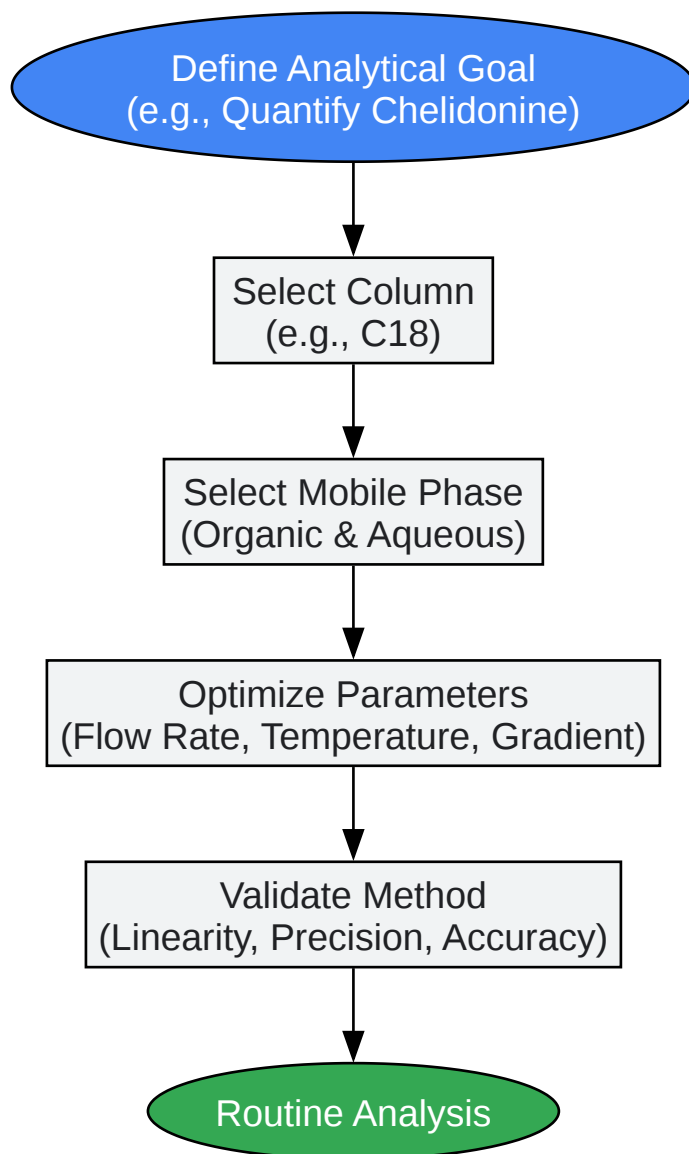 Define Analytical Goal
(e.g., Quantify Chelidonine)
Select Column
(e.g., C18)
Select Mobile Phase
(Organic & Aqueous)
Optimize Parameters
(Flow Rate, Temperature, Gradient)
Validate Method
(Linearity, Precision, Accuracy)
Routine Analysis